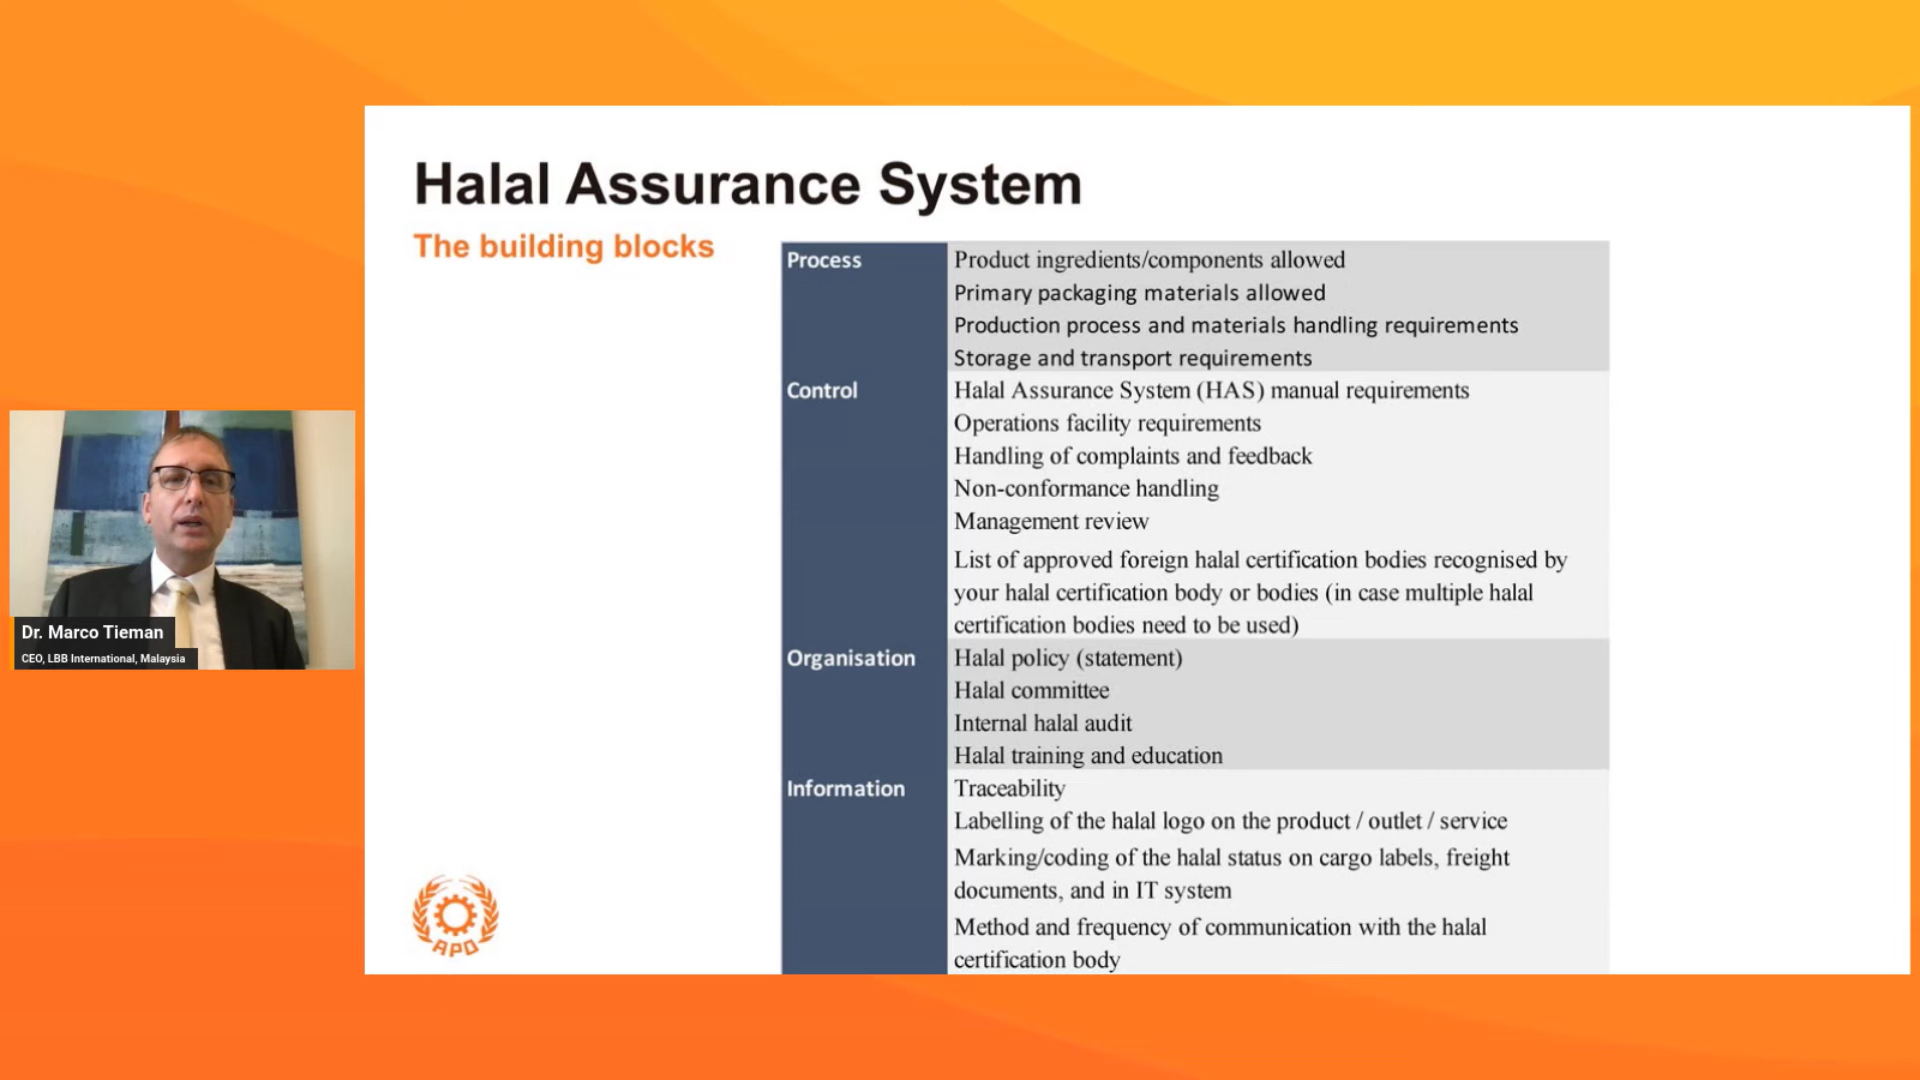 Halal Assurance System
The building blocks
Process
Product ingredients/components allowed
Primary packaging materials allowed
Production process and materials handling requirements
Storage and transport requirements
Control
Halal Assurance System (HAS) manual requirements
Operations facility requirements
Handling of complaints and feedback
Non-conformance handling
Management review
List of approved foreign halal certification bodies recognised by
your halal certification body or bodies (in case multiple halal
certification bodies need to be used)
Organisation
Halal policy (statement)
Halal committee
Internal halal audit
Halal training and education
Information
Traceability
Labelling of the halal logo on the product / outlet / service
Marking/coding of the halal status on cargo labels, freight
documents, and in IT system
Method and frequency of communication with the halal
certification body
Dr. Marco Tieman
CEO, LBB International, Malaysia
APO